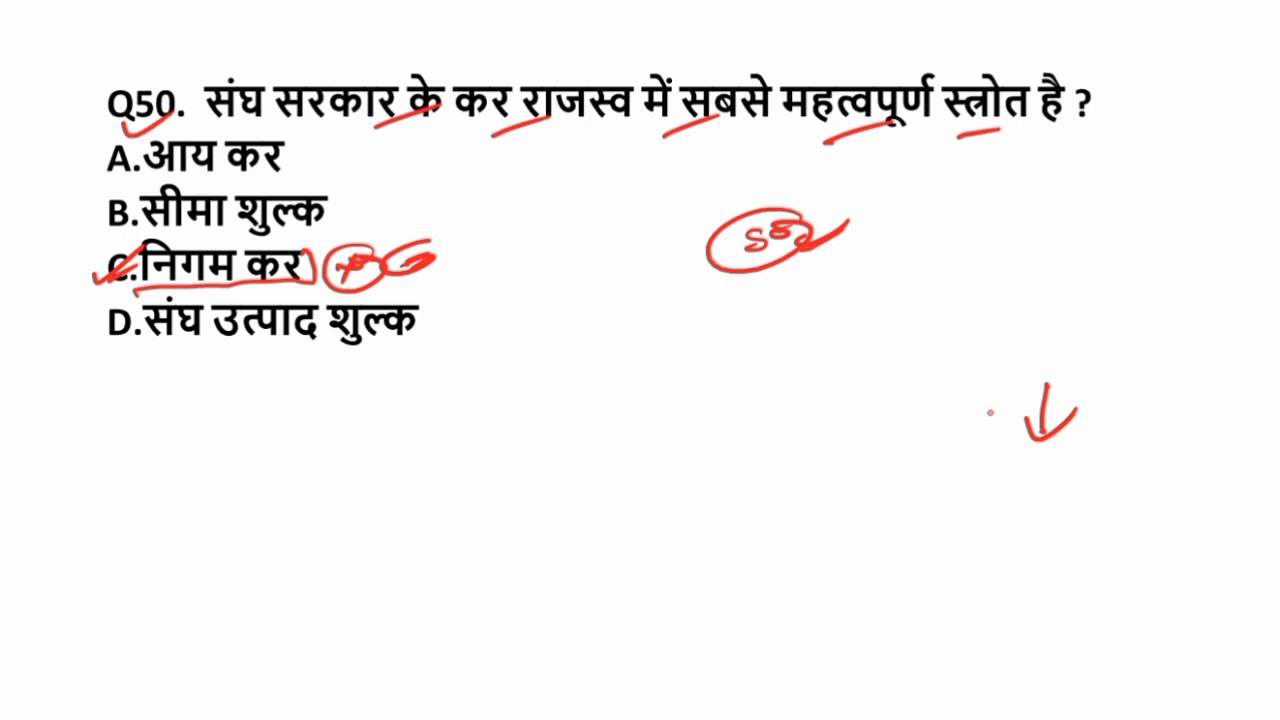 Q50. संघ सरकार के कर राजस्व में सबसे महत्वपूर्ण स्त्रोत है ?
A.आय कर
B.सीमा शुल्क
C.निगम कर
D.संघ उत्पाद शुल्क